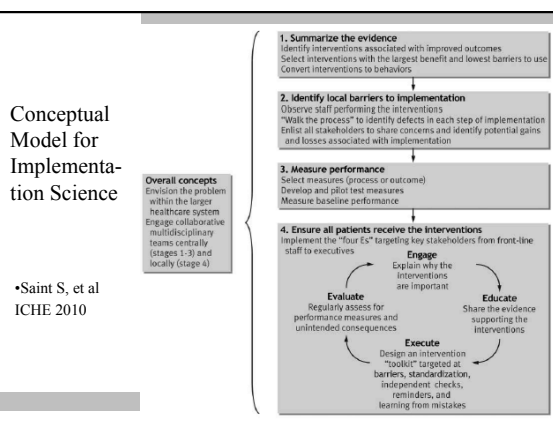 Conceptual
Model for
Implementa-
tion Science
•Saint S, et al
ICHE 2010
Overall concepts
Envision the problem
within the larger
healthcare system
Engage collaborative
multidisciplinary
teams centrally
(stages 1-3) and
locally (stage 4)
1. Summarize the evidence
Identify interventions associated with improved outcomes
Select interventions with the largest benefit and lowest barriers to use
Convert interventions to behaviors
2. Identify local barriers to implementation
Observe staff performing the interventions
"Walk the process" to identify defects in each step of implementation
Enlist all stakeholders to share concerns and identify potential gains
and losses associated with implementation
3. Measure performance
Select measures (process or outcome)
Develop and pilot test measures
Measure baseline performance
4. Ensure all patients receive the interventions
Implement the "four Es" targeting key stakeholders from front-line
staff to executives
Engage
Explain why the
interventions
are important
Educate
Share the evidence
supporting the
interventions
Execute
Design an intervention
"toolkit" targeted at
barriers, standardization,
independent checks,
reminders, and
learning from mistakes
Evaluate
Regularly assess for
performance measures and
unintended consequences